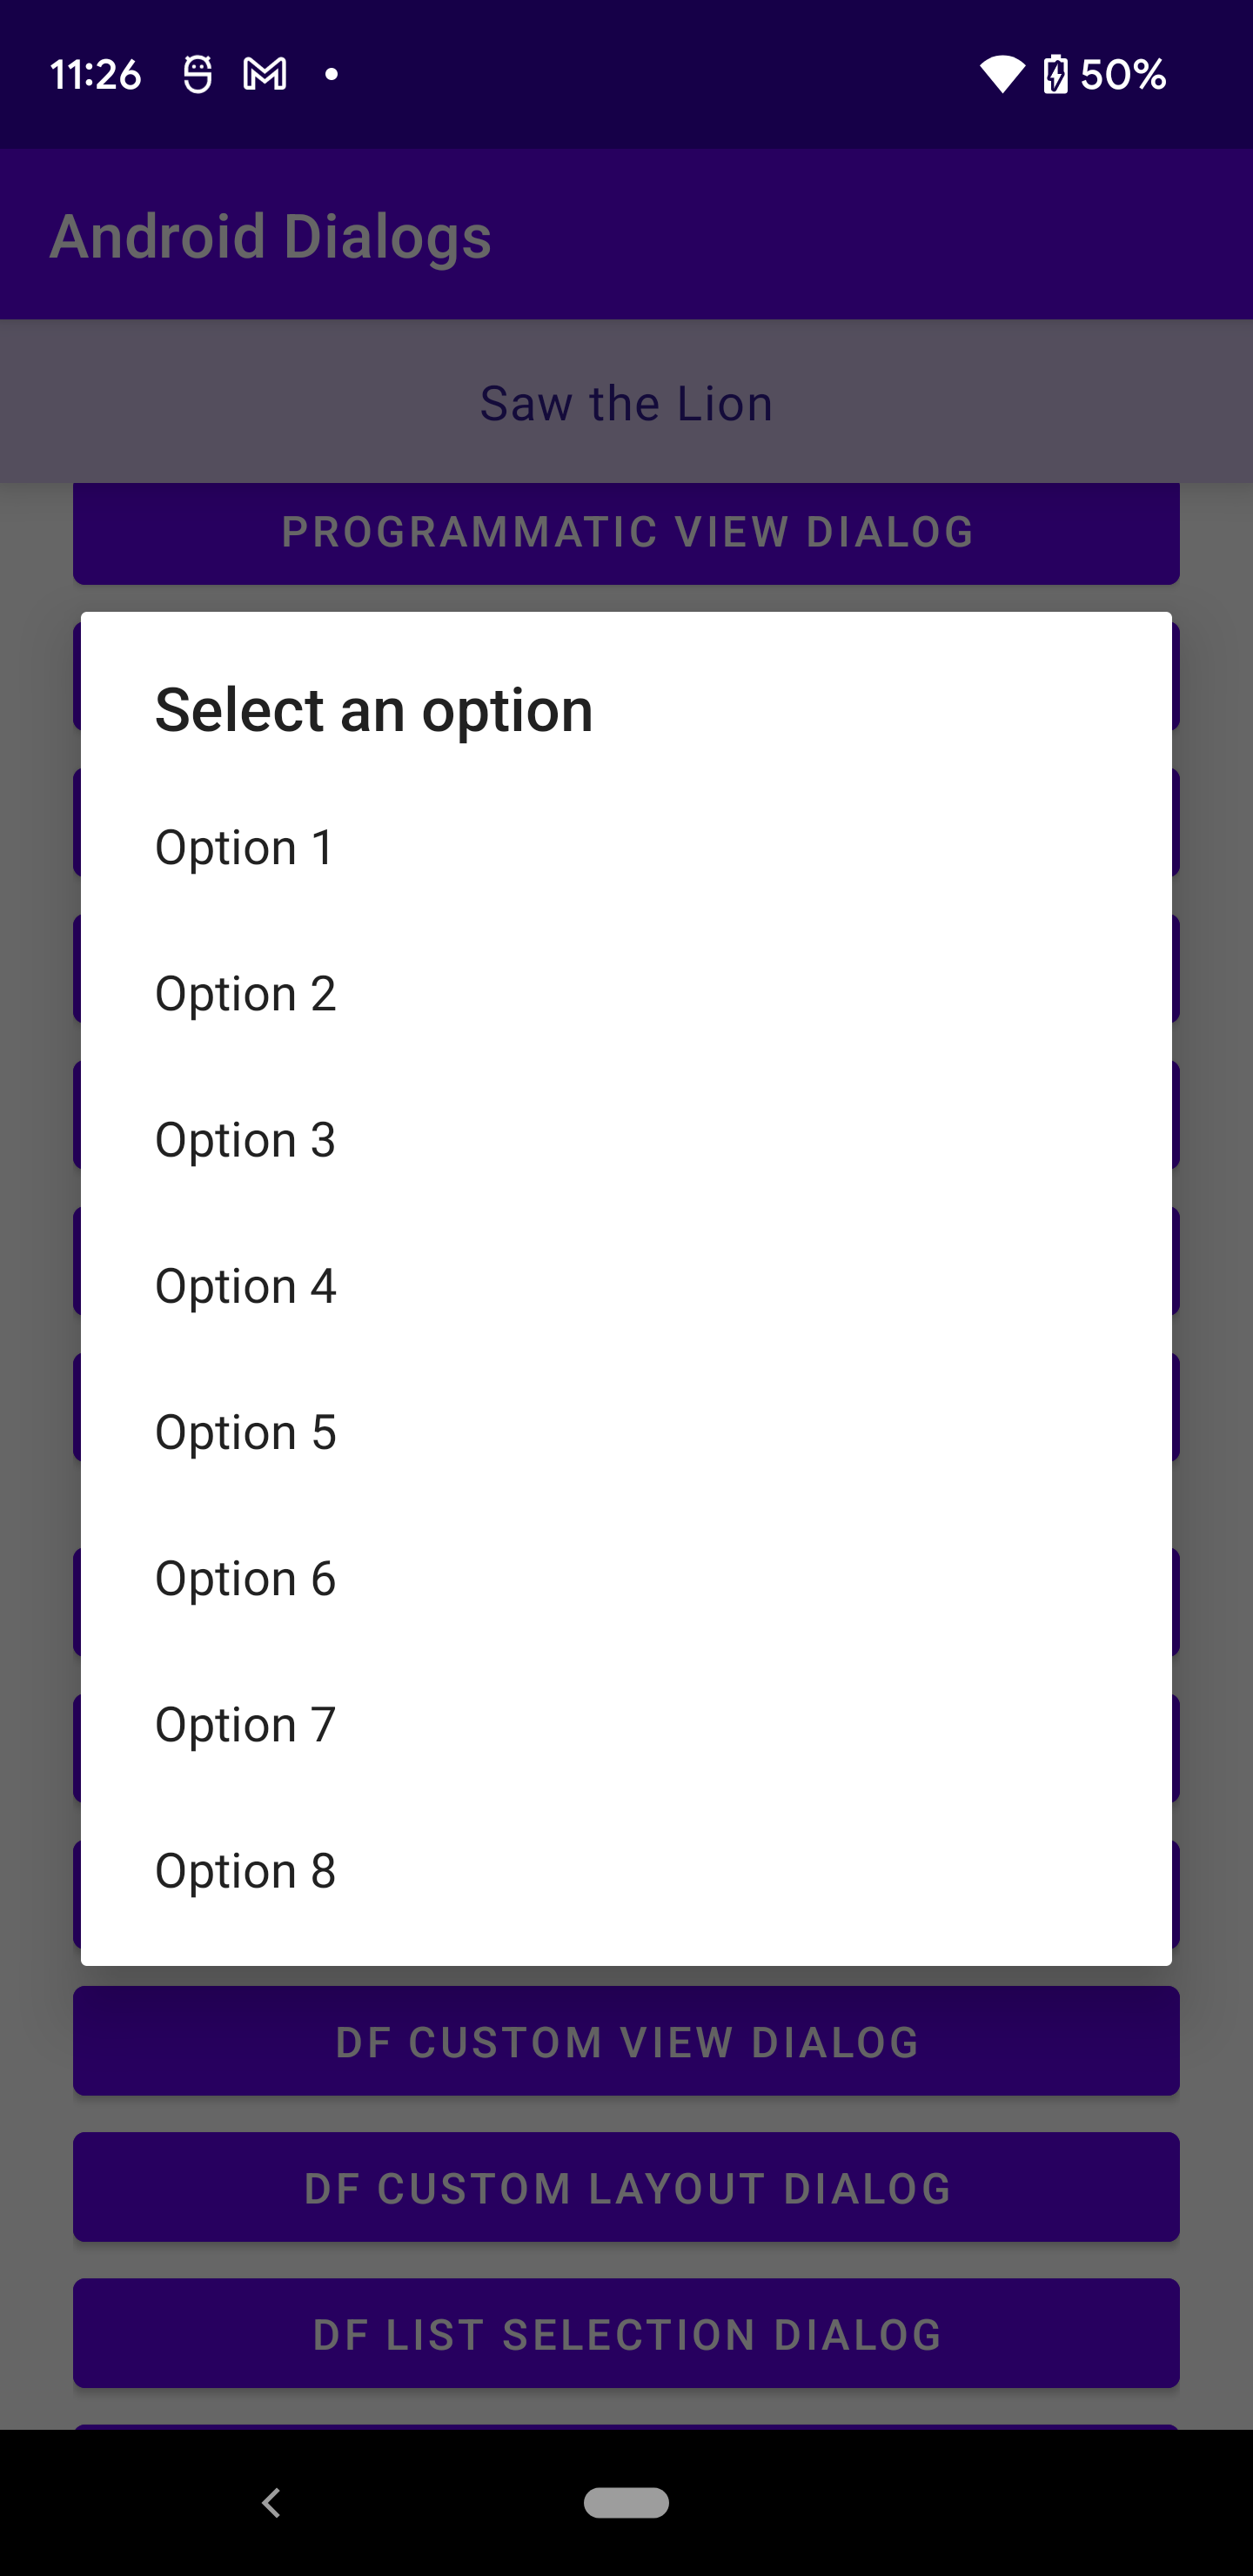 11:26 50%
Android Dialogs
Saw the Lion
PROGRAMMATIC VIEW DIALOG
Select an option
Option 1
Option 2
Option 3
Option 4
Option 5
Option 6
Option 7
Option 8
DF CUSTOM VIEW DIALOG
DF CUSTOM LAYOUT DIALOG
DF LIST SELECTION DIALOG